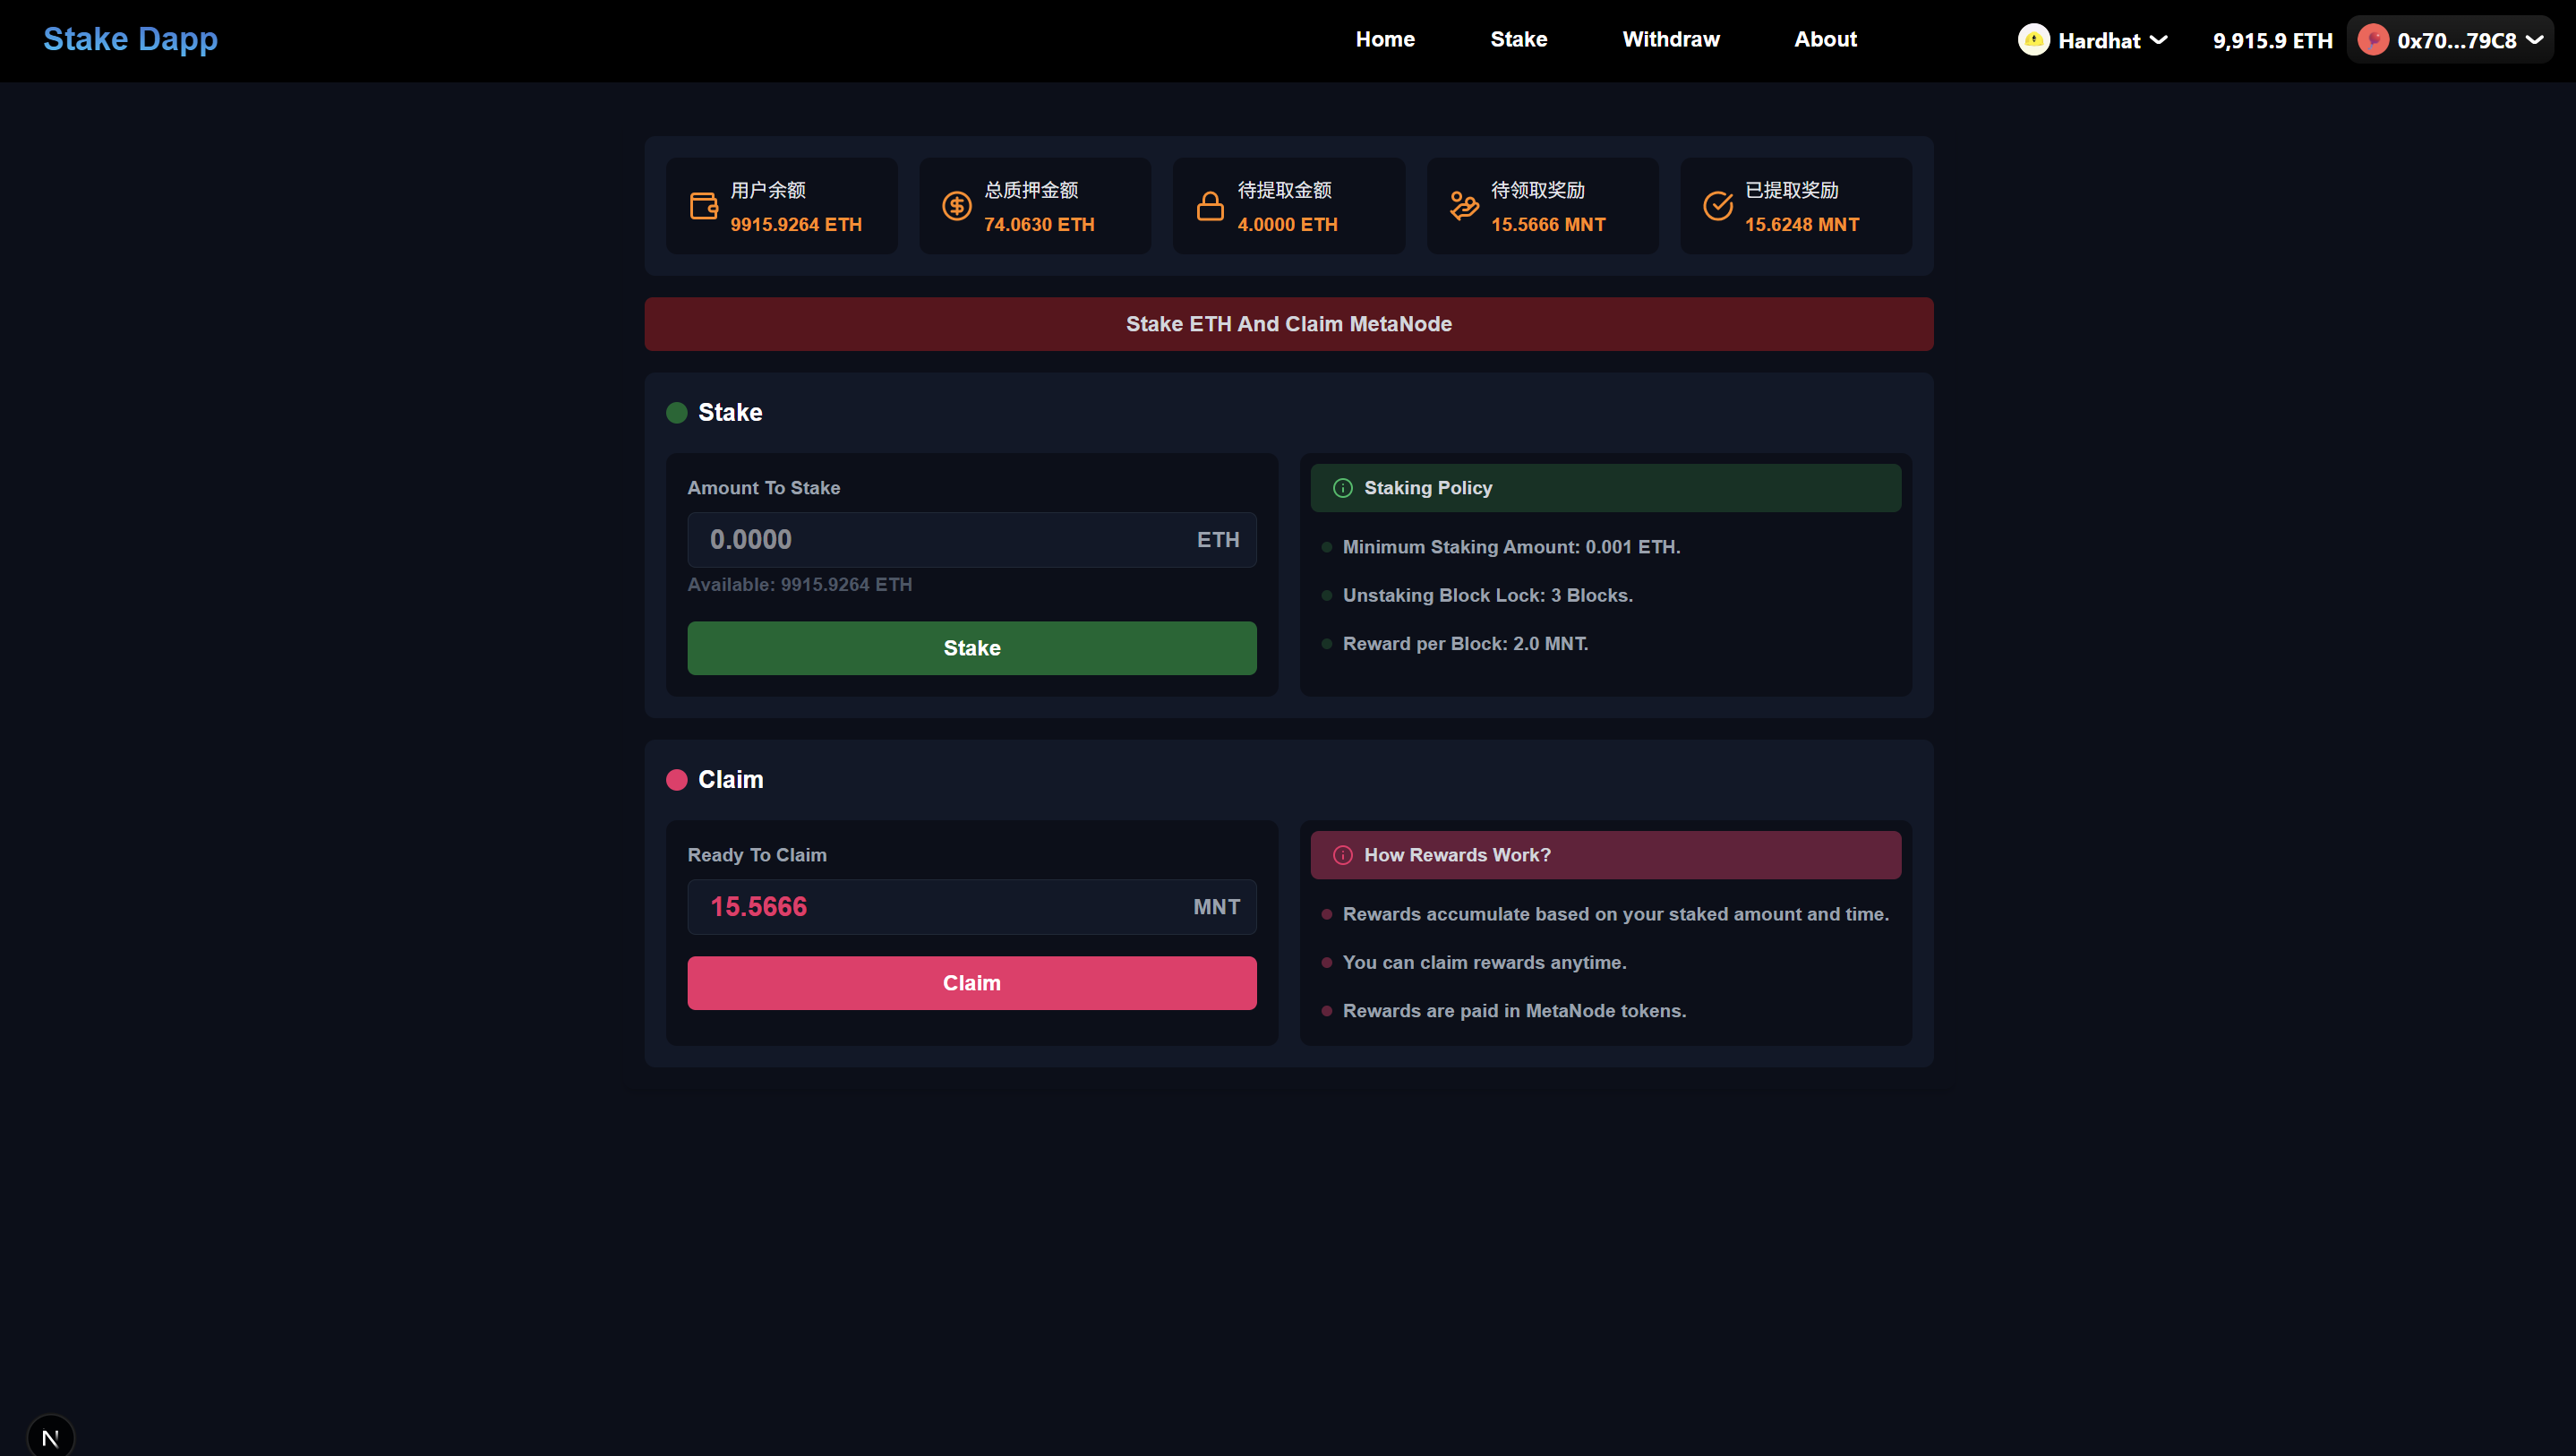 Stake Dapp
Home
Stake
Withdraw
About
Hardhat
9,915.9 ETH
0x70...79C8
用户余额
9915.9264 ETH
总质押金额
74.0630 ETH
待提取金额
4.0000 ETH
待领取奖励
15.5666 MNT
已提取奖励
15.6248 MNT
Stake ETH And Claim MetaNode
Stake
Amount To Stake
0.0000 ETH
Available: 9915.9264 ETH
Stake
Staking Policy
Minimum Staking Amount: 0.001 ETH.
Unstaking Block Lock: 3 Blocks.
Reward per Block: 2.0 MNT.
Claim
Ready To Claim
15.5666 MNT
Claim
How Rewards Work?
Rewards accumulate based on your staked amount and time.
You can claim rewards anytime.
Rewards are paid in MetaNode tokens.
N